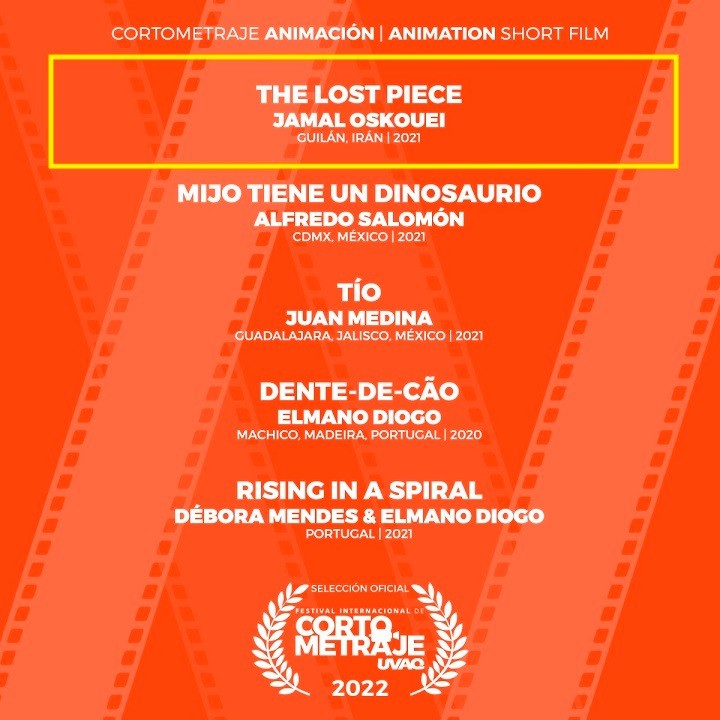 CORTOMETRAJE ANIMACIÓN | ANIMATION SHORT FILM
THE LOST PIECE
JAMAL OSKOUEI
GUILÁN, IRÁN | 2021
MIJO TIENE UN DINOSAURIO
ALFREDO SALOMÓN
CDMX, MÉXICO | 2021
TÍO
JUAN MEDINA
GUADALAJARA, JALISCO, MÉXICO | 2021
DENTE-DE-CÃO
ELMANO DIOGO
MACHICO, MADEIRA, PORTUGAL | 2020
RISING IN A SPIRAL
DÉBORA MENDES & ELMANO DIOGO
PORTUGAL | 2021
SELECCIÓN OFICIAL
FESTIVAL INTERNACIONAL DE
CORTO
METRAJE
UVAQ
2022